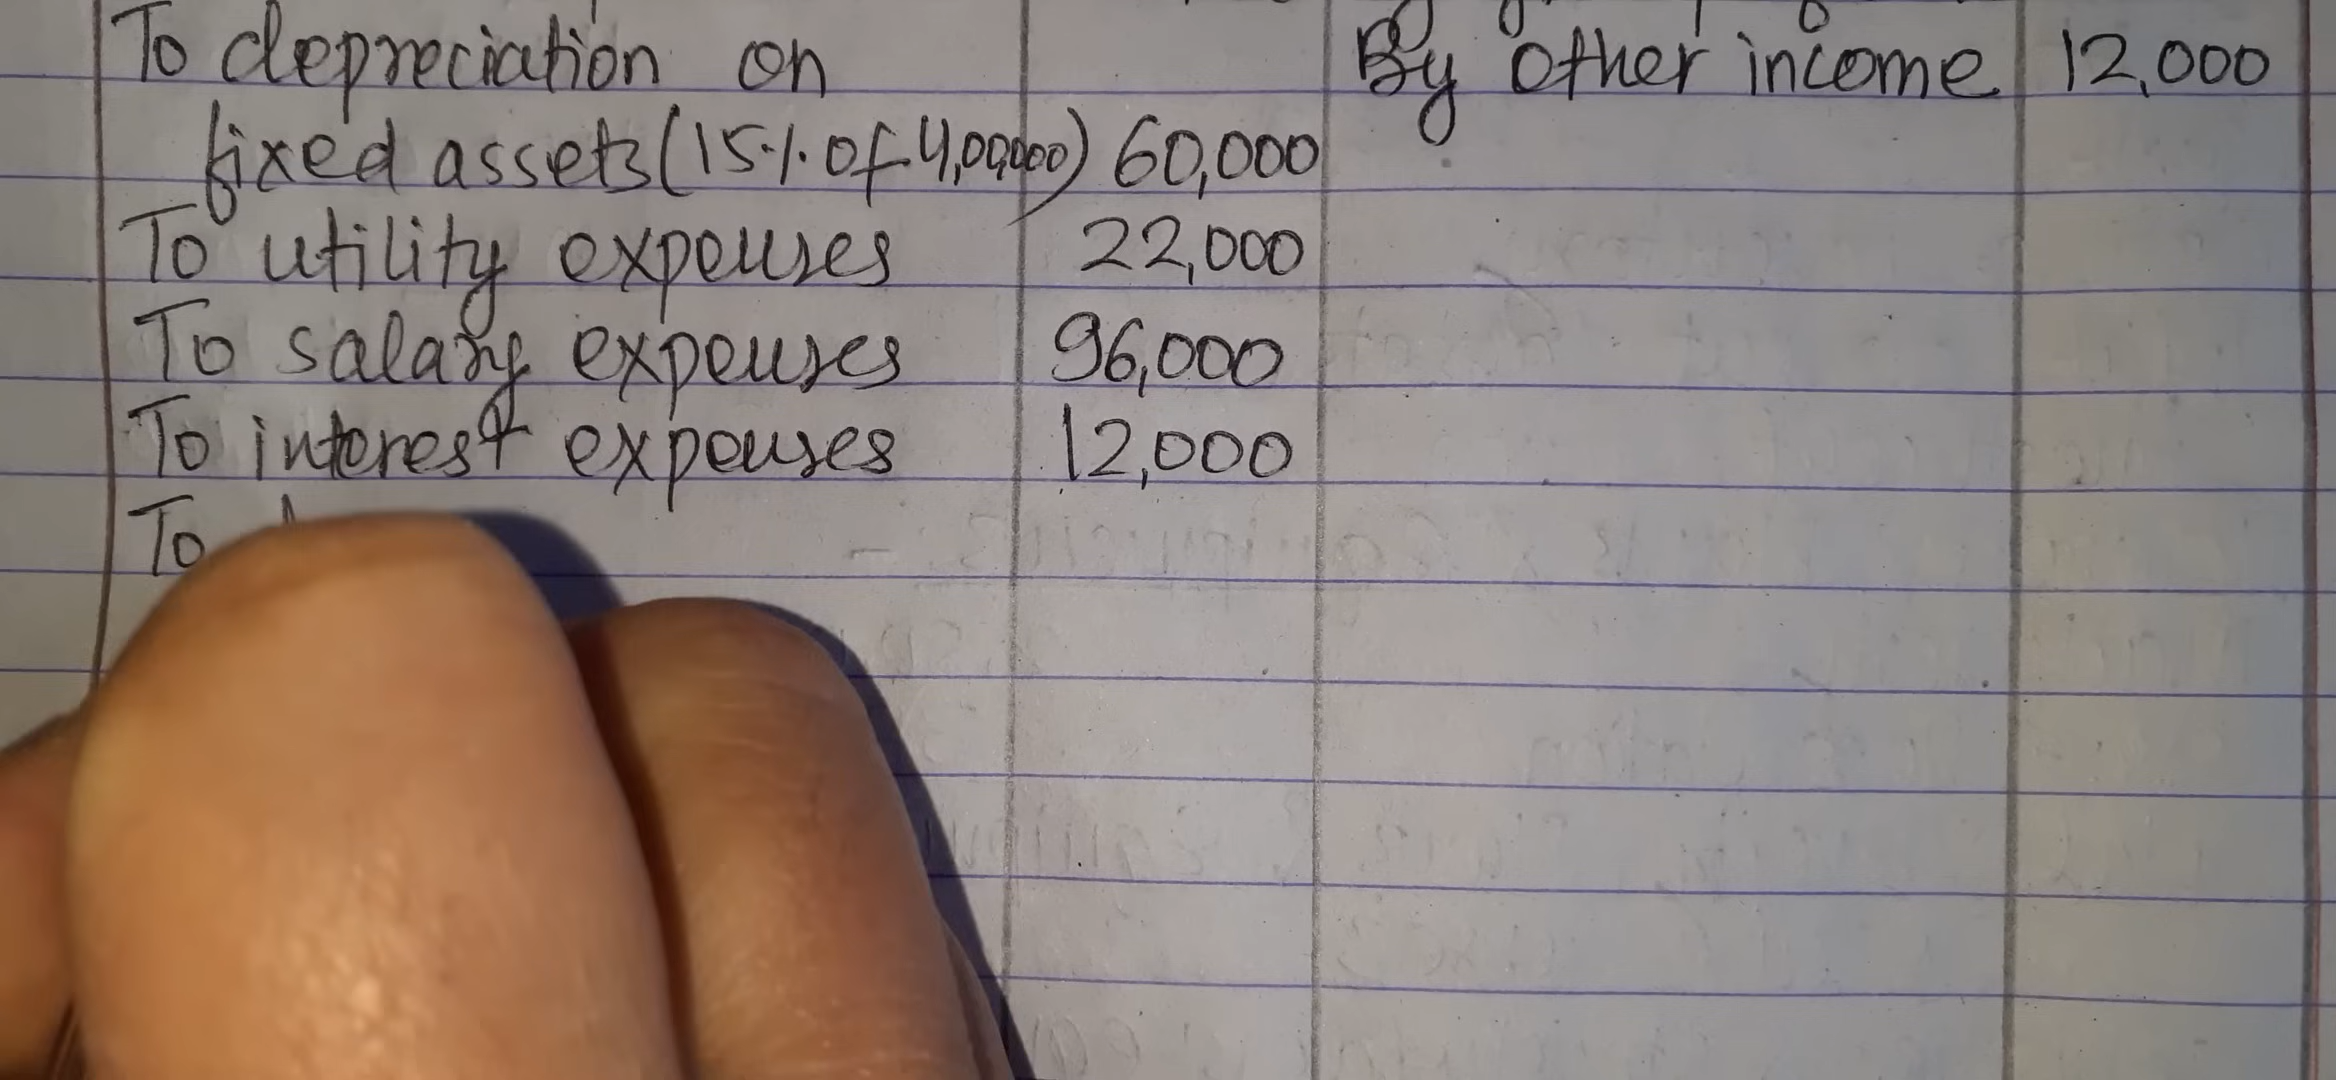 To depreciation on By other income 12,000
fixed assets (15% of 4,00,000) 60,000
To utility expenses 22,000
To salary expenses 96,000
To interest expenses 12,000
To